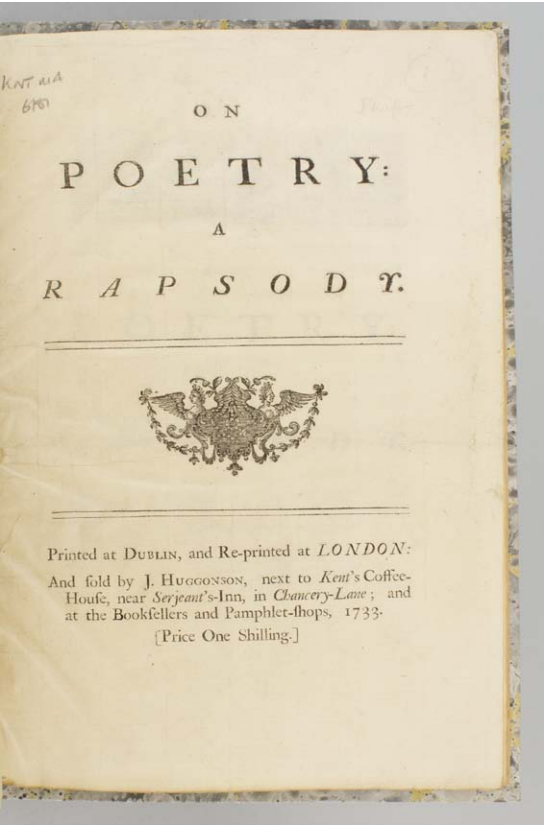 ON
POETRY:
A
RAPSODY.
Printed at DUBLIN, and Re-printed at LONDON:
And ſold by J. HUGGONSON, next to Kent's Coffee-
Houſe, near Serjeant's-Inn, in Chancery-Lane; and
at the Bookſellers and Pamphlet-ſhops, 1733.
[Price One Shilling.]